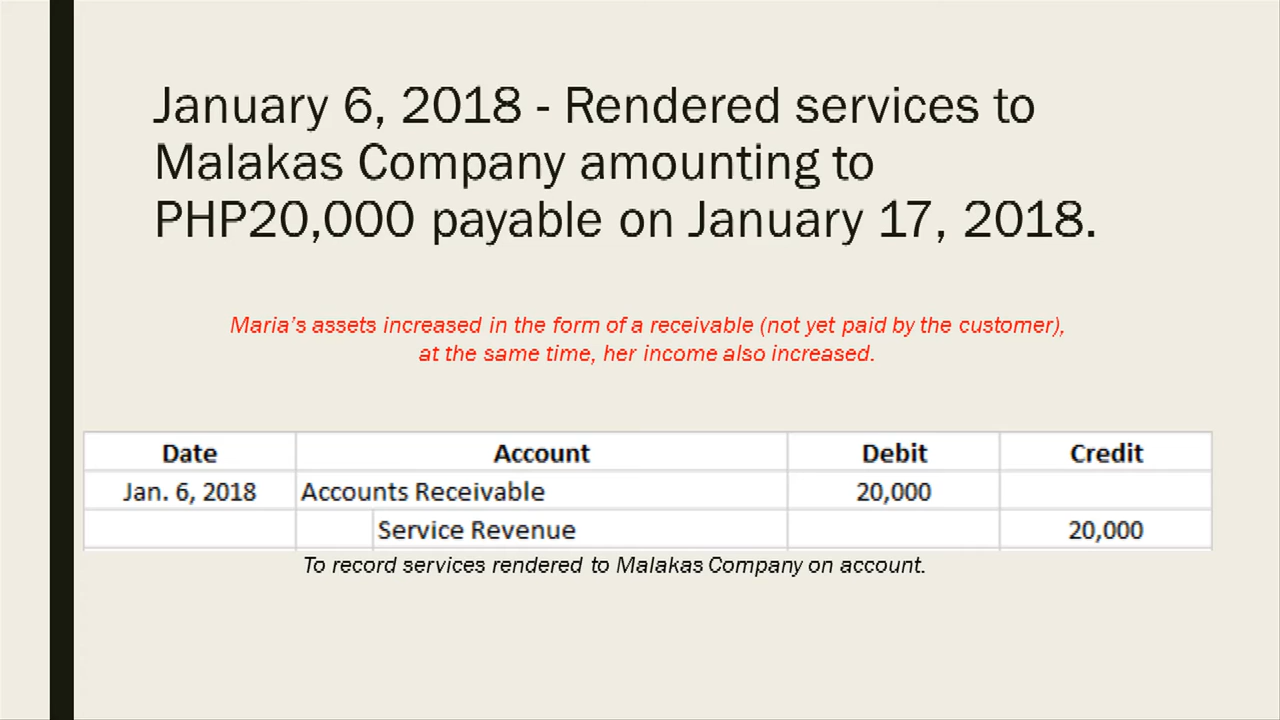 January 6, 2018 - Rendered services to
Malakas Company amounting to
PHP20,000 payable on January 17, 2018.
Maria's assets increased in the form of a receivable (not yet paid by the customer),
at the same time, her income also increased.
Date Account Debit Credit
Jan. 6, 2018 Accounts Receivable 20,000
Service Revenue 20,000
To record services rendered to Malakas Company on account.